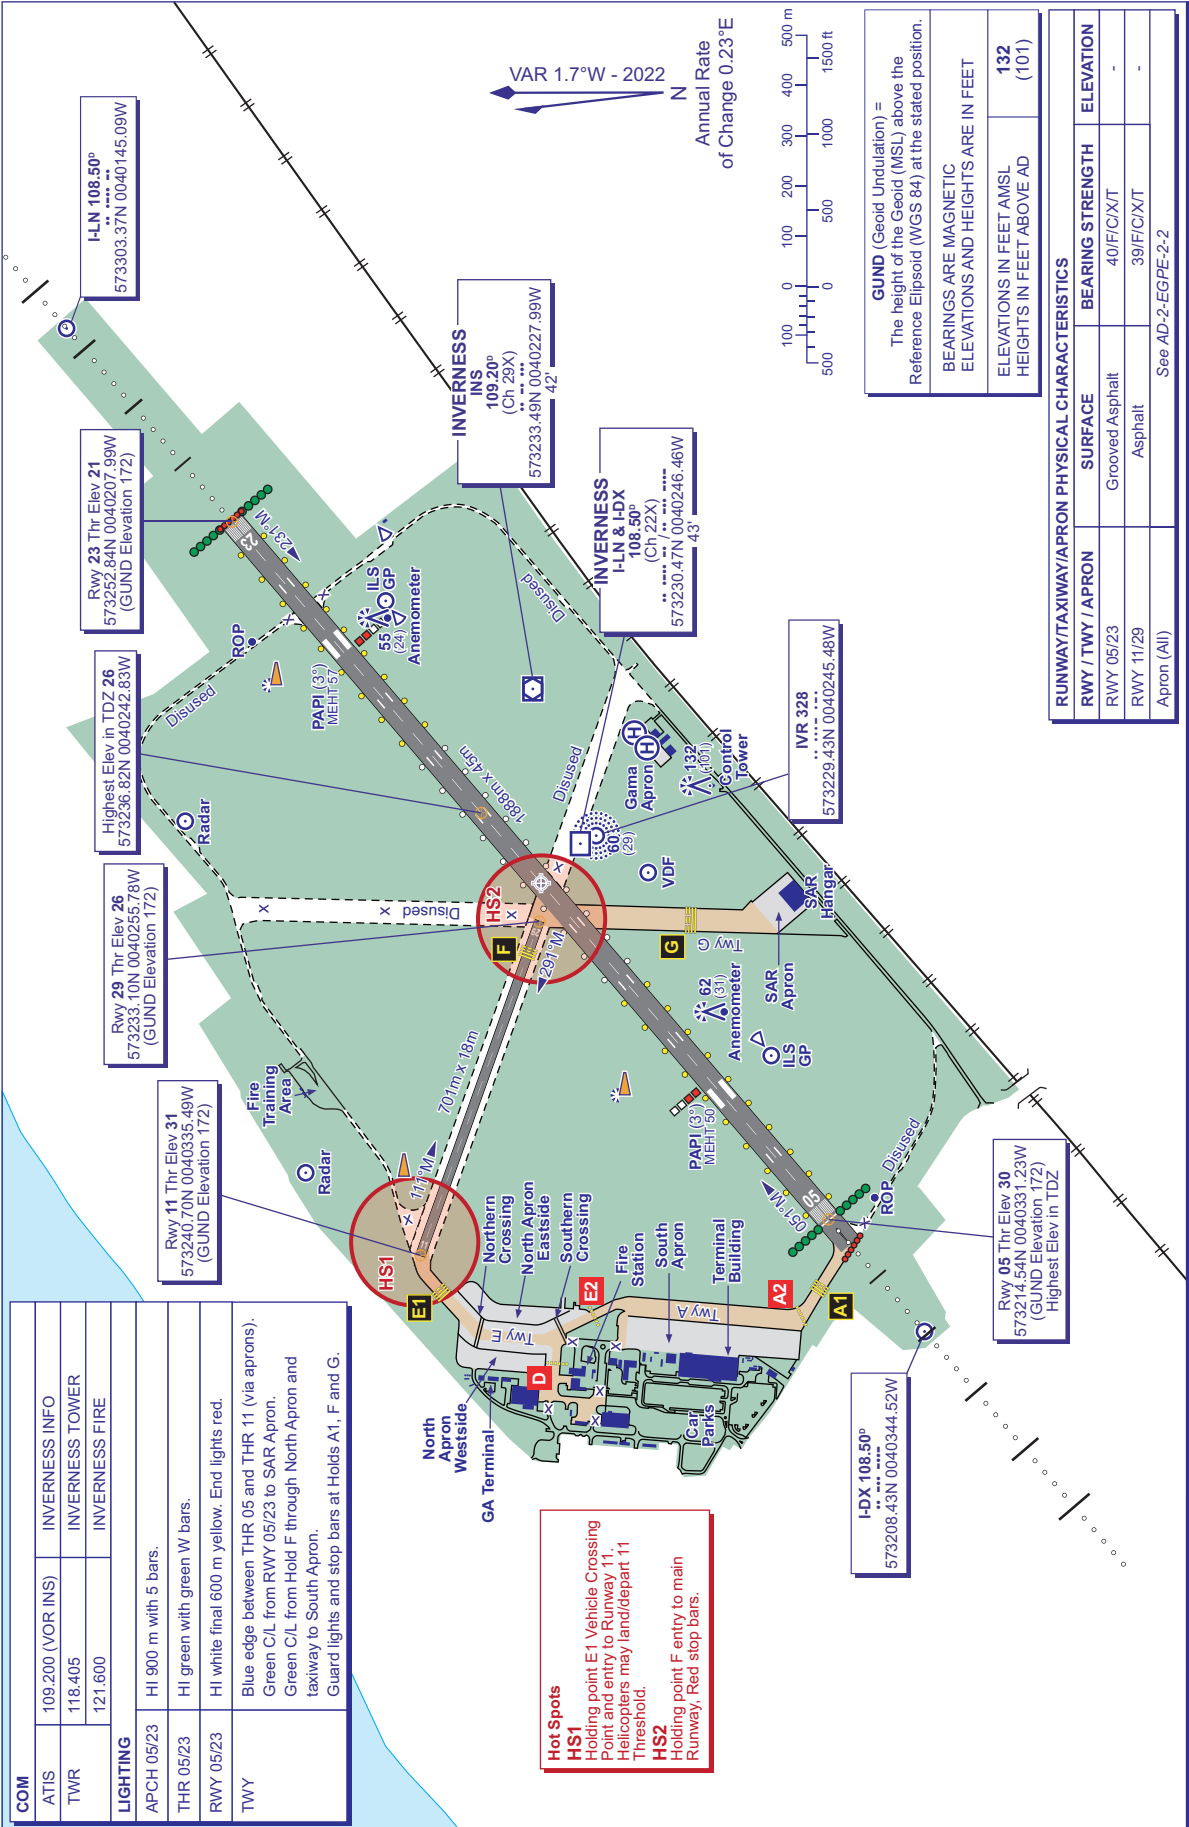 COM
ATIS 109.200 (VOR INS) INVERNESS INFO
TWR 118.405 INVERNESS TOWER
121.600 INVERNESS FIRE
LIGHTING
APCH 05/23 HI 900 m with 5 bars.
THR 05/23 HI green with green W bars.
RWY 05/23 HI white final 600 m yellow. End lights red.
TWY Blue edge between THR 05 and THR 11 (via aprons).
Green C/L from RWY 05/23 to SAR Apron.
Green C/L from Hold F through North Apron and
taxiway to South Apron.
Guard lights and stop bars at Holds A1, F and G.
Rwy 11 Thr Elev 31
573240.70N 0040335.49W
(GUND Elevation 172)
Rwy 29 Thr Elev 26
573233.10N 0040255.78W
(GUND Elevation 172)
Highest Elev in TDZ 26
573236.82N 0040242.83W
Rwy 23 Thr Elev 21
573252.84N 0040207.99W
(GUND Elevation 172)
I-LN 108.50º
573303.37N 0040145.09W
Radar
Fire
Training
Area
Radar
Disused
ROP
23
231°M
PAPI (3°)
MEHT 57
ILS
GP
55
(24)
Anemometer
Disused
INVERNESS
INS
109.20º
(Ch 29X)
573233.49N 0040227.99W
42'
INVERNESS
I-LN & I-DX
108.50º
(Ch 22X)
573230.47N 0040246.46W
43'
IVR 328
573229.43N 0040245.48W
VAR 1.7°W - 2022
N
Annual Rate
of Change 0.23°E
HS1
E1
111°M
701m x 18m
Disused
HS2
F
291°M
29
1888m x 45m
Disused
60
(29)
VDF
Gama
Apron
H
H
132
(101)
Control
Tower
G
Twy G
SAR
Hangar
SAR
Apron
62
(31)
Anemometer
ILS
GP
PAPI (3°)
MEHT 50
051°M
05
Disused
ROP
Northern
Crossing
North Apron
Eastside
Southern
Crossing
Twy E
E2
Fire
Station
South
Apron
Terminal
Building
Twy A
A2
A1
D
North
Apron
Westside
GA Terminal
Car
Parks
Rwy 05 Thr Elev 30
573214.54N 0040331.23W
(GUND Elevation 172)
Highest Elev in TDZ
I-DX 108.50º
573208.43N 0040344.52W
Hot Spots
HS1
Holding point E1 Vehicle Crossing
Point and entry to Runway 11.
Helicopters may land/depart 11
Threshold.
HS2
Holding point F entry to main
Runway, Red stop bars.
100 0 100 200 300 400 500 m
500 0 500 1000 1500 ft
GUND (Geoid Undulation) =
The height of the Geoid (MSL) above the
Reference Elipsoid (WGS 84) at the stated position.
BEARINGS ARE MAGNETIC
ELEVATIONS AND HEIGHTS ARE IN FEET
ELEVATIONS IN FEET AMSL 132
HEIGHTS IN FEET ABOVE AD (101)
RUNWAY/TAXIWAY/APRON PHYSICAL CHARACTERISTICS
RWY / TWY / APRON SURFACE BEARING STRENGTH ELEVATION
RWY 05/23 Grooved Asphalt 40/F/C/X/T -
RWY 11/29 Asphalt 39/F/C/X/T -
Apron (All) See AD-2-EGPE-2-2